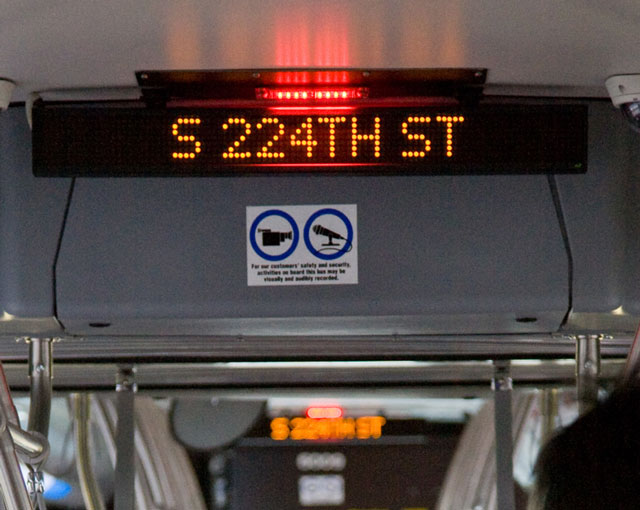 S 224TH ST
For our customers' safety and security,
activities on board this bus may be
visually and audibly recorded.
S 224TH ST